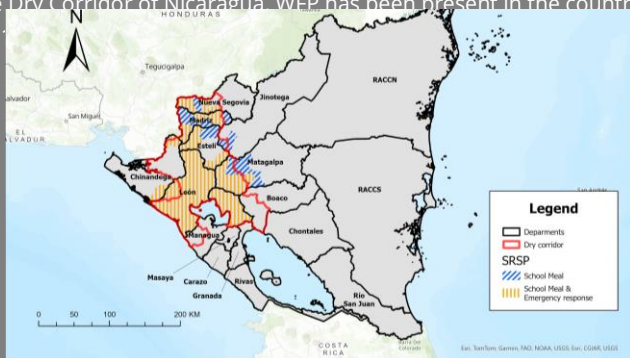 Dry Corridor of Nicaragua. WFP has been present in the
HONDURAS
N
Tegucigalpa
RACCN
Jinotega
Nueva Segovia
Madriz
San Miguel
Estelí
EL
Matagalpa
Chinandega
León
Boaco
RACCS
Managua
Chontales
Masaya
Carazo
Granada
Rivas
Río
San Juan
0 50 100 200 KM
COSTA
RICA
Legend
Deparments
Dry corridor
SRSP
School Meal
School Meal &
Emergency response
Esri, TomTom, Garmin, FAO, NOAA, USGS, Esri, CGIAR, USGS